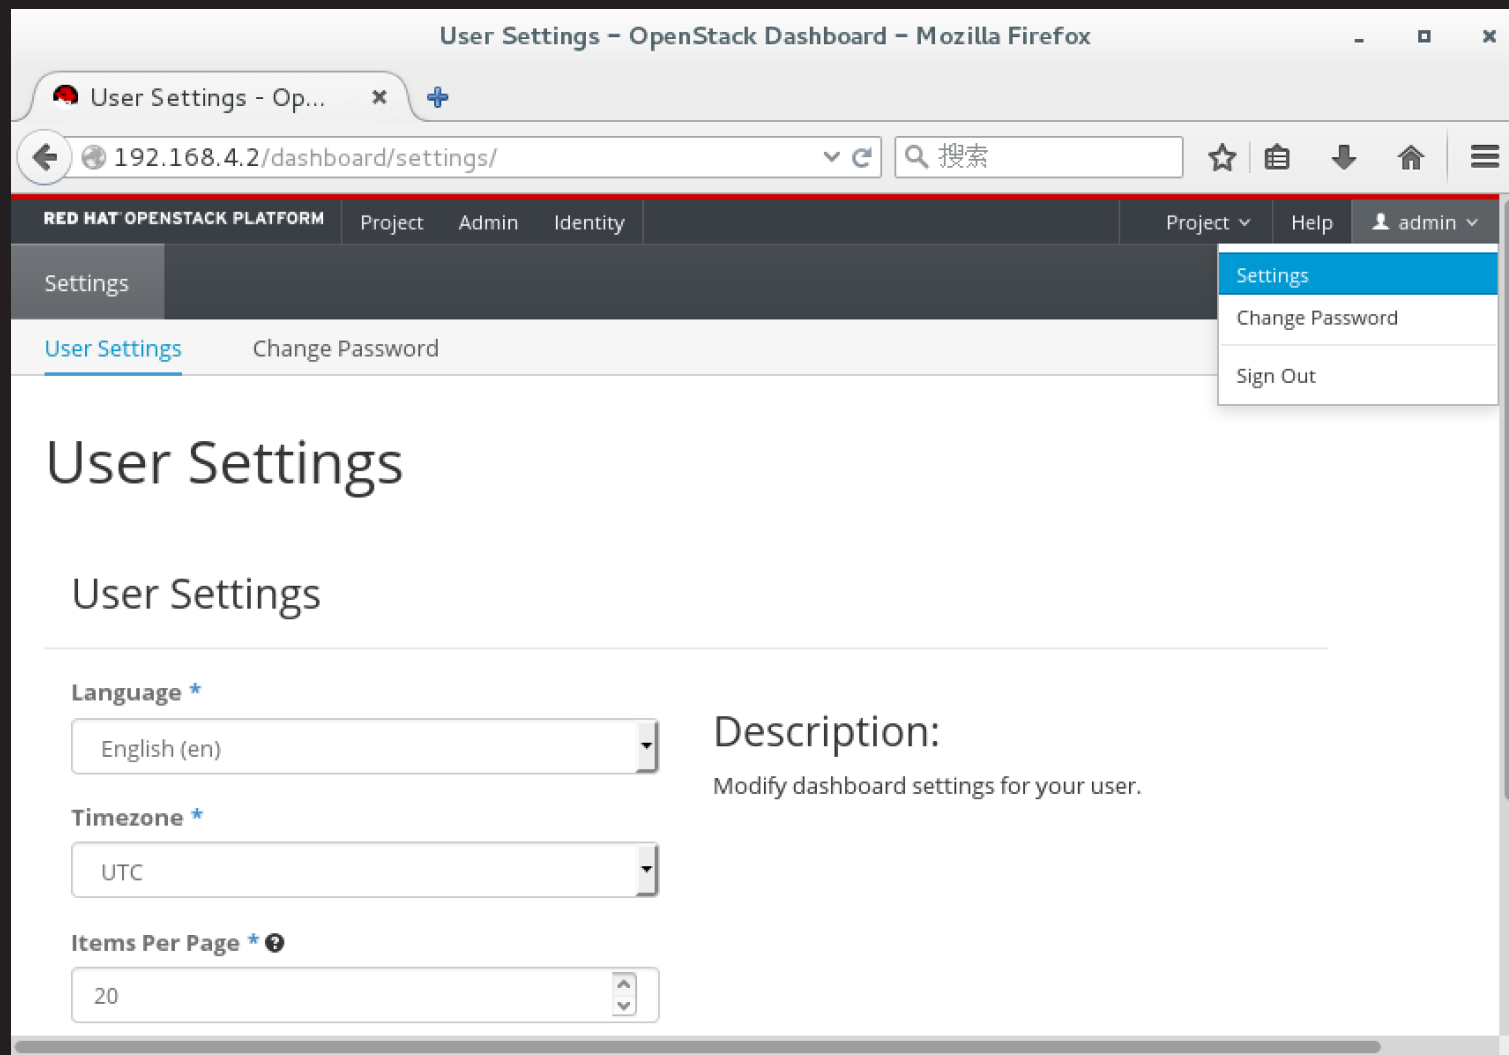 User Settings – OpenStack Dashboard – Mozilla Firefox
User Settings - Op...
192.168.4.2/dashboard/settings/
搜索
RED HAT OPENSTACK PLATFORM Project Admin Identity Project Help admin
Settings
Settings
Change Password
Sign Out
User Settings Change Password
User Settings
User Settings
Language *
English (en)
Description:
Modify dashboard settings for your user.
Timezone *
UTC
Items Per Page *
20